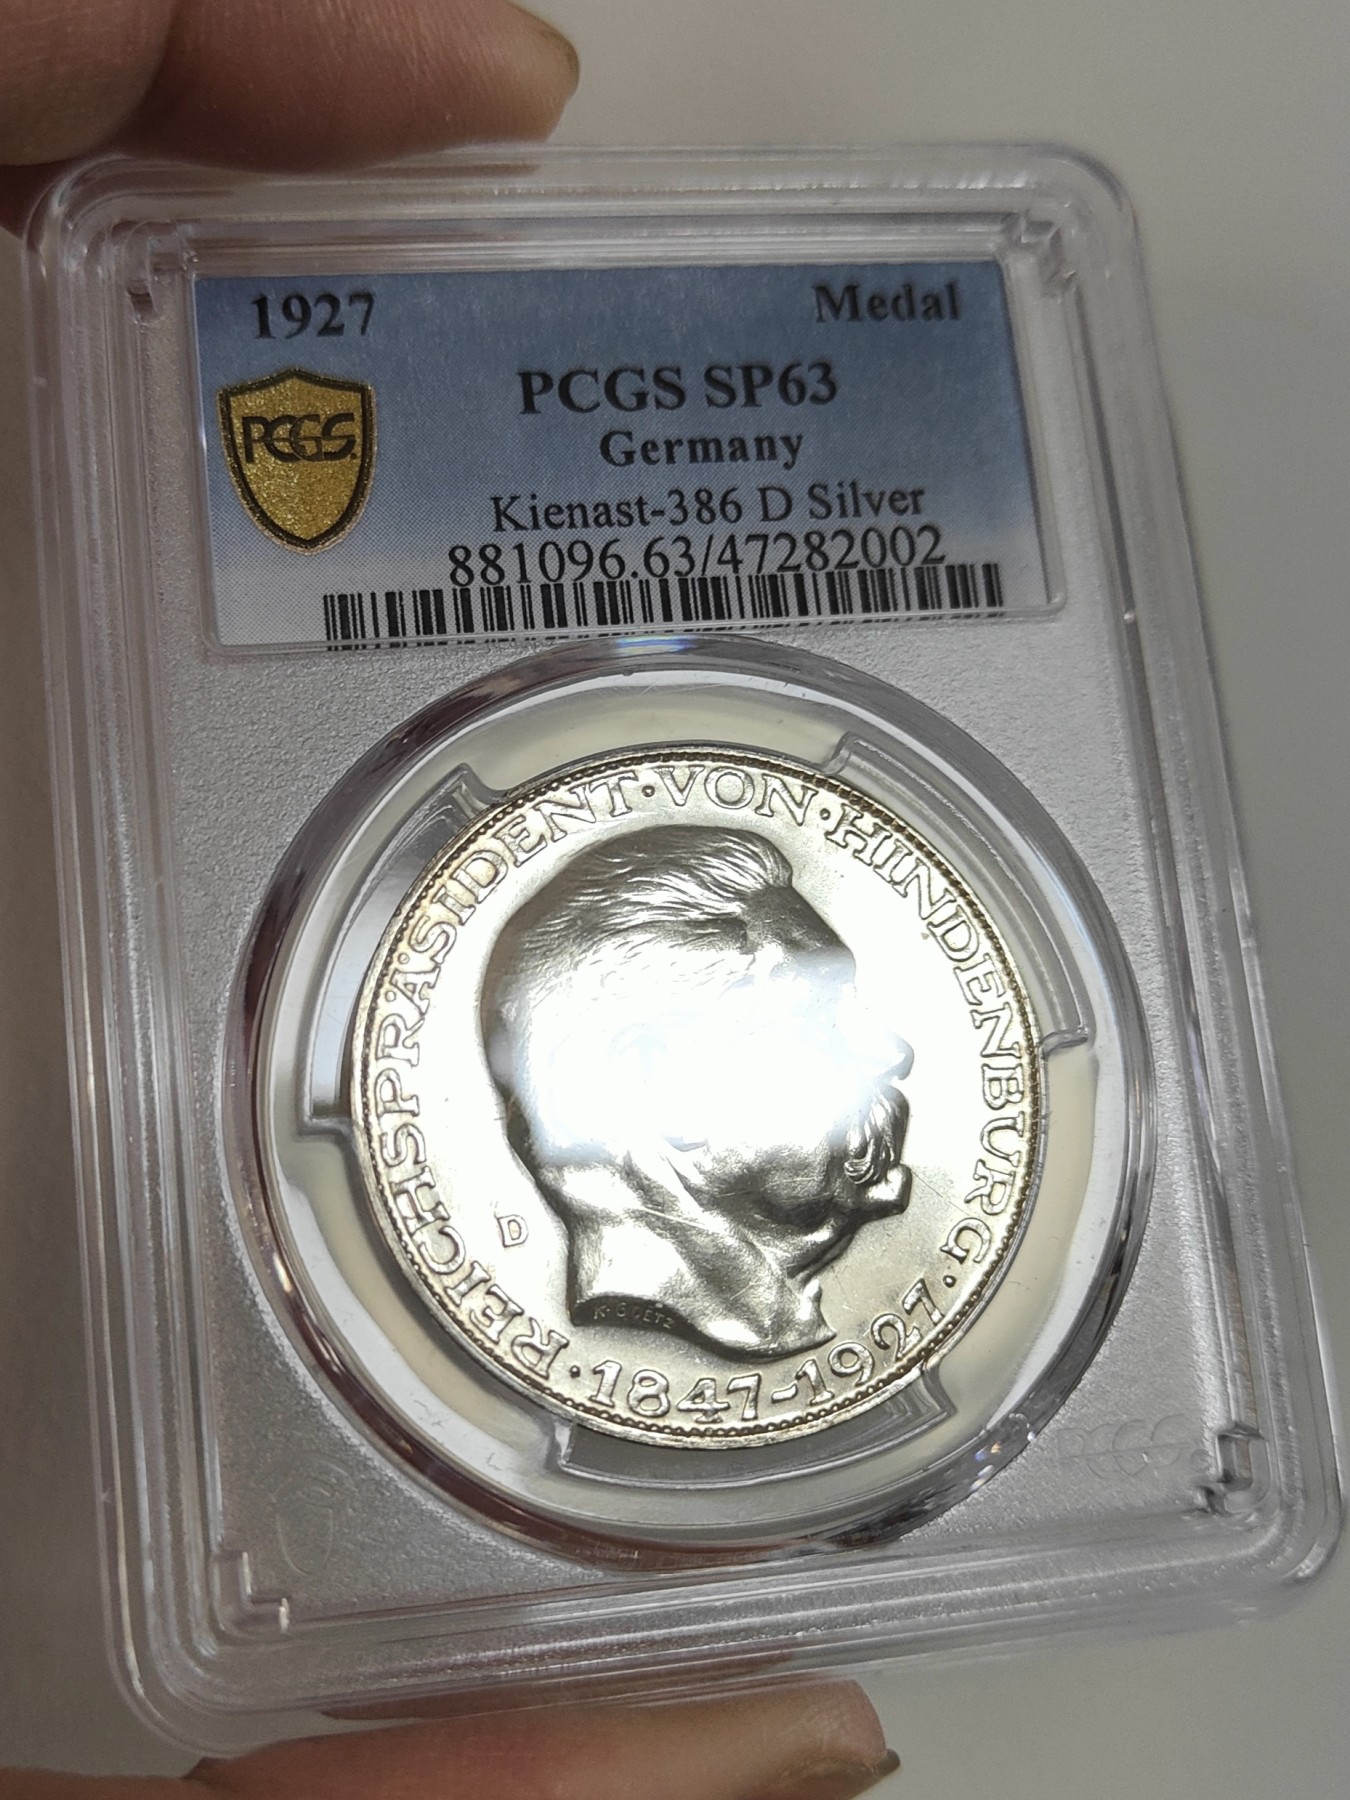 1927
Medal
PCGS
PCGS SP63
Germany
Kienast-386 D Silver
881096.63/47282002
REICHSPRÄSIDENT·VON·HINDENBURG·
·1847-1927·
D
K·GOETZ
PCGS